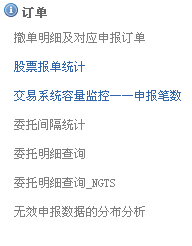 订单
撤单明细及对应申报订单
股票报单统计
交易系统容量监控——申报笔数
委托间隔统计
委托明细查询
委托明细查询_NGTS
无效申报数据的分布分析